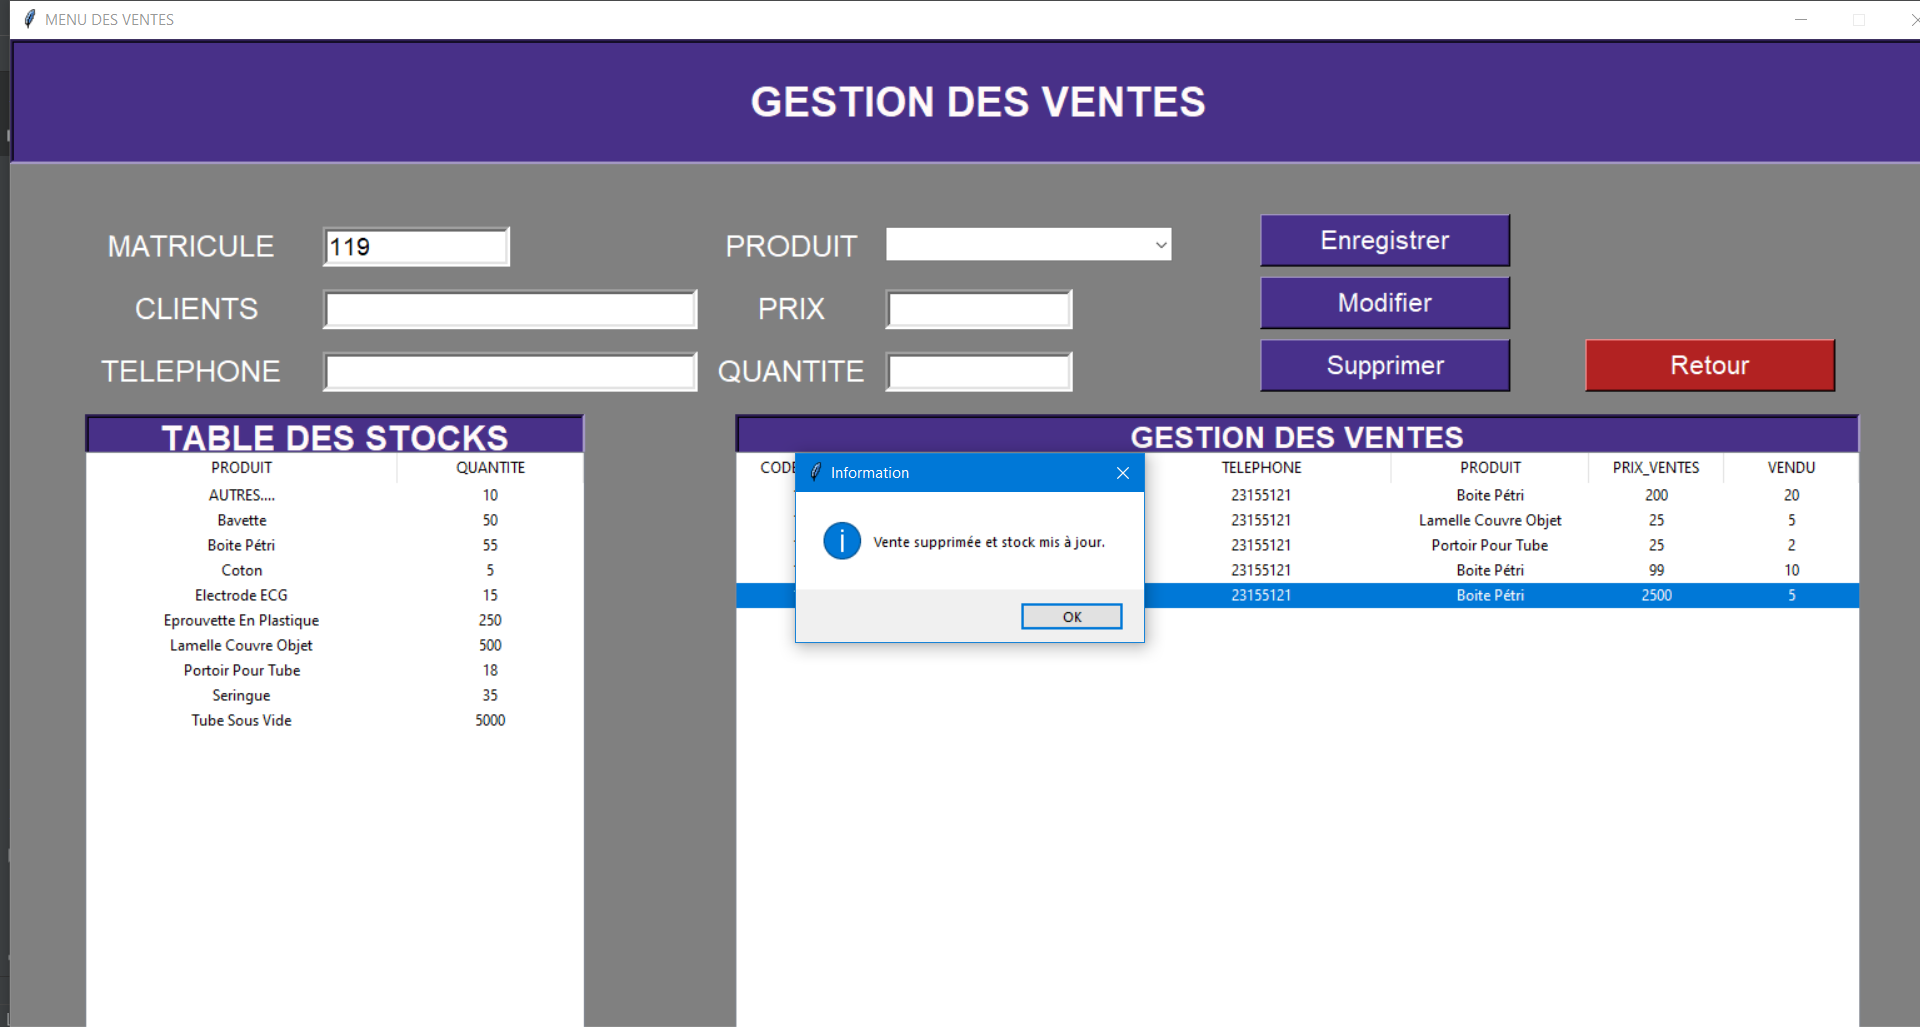 MENU DES VENTES
GESTION DES VENTES
MATRICULE 119 PRODUIT Enregistrer
CLIENTS PRIX Modifier
TELEPHONE QUANTITE Supprimer Retour
TABLE DES STOCKS
PRODUIT QUANTITE
AUTRES.... 10
Bavette 50
Boite Pétri 55
Coton 5
Electrode ECG 15
Eprouvette En Plastique 250
Lamelle Couvre Objet 500
Portoir Pour Tube 18
Seringue 35
Tube Sous Vide 5000
GESTION DES VENTES
CODE TELEPHONE PRODUIT PRIX_VENTES VENDU
23155121 Boite Pétri 200 20
23155121 Lamelle Couvre Objet 25 5
23155121 Portoir Pour Tube 25 2
23155121 Boite Pétri 99 10
23155121 Boite Pétri 2500 5
Information
Vente supprimée et stock mis à jour.
OK